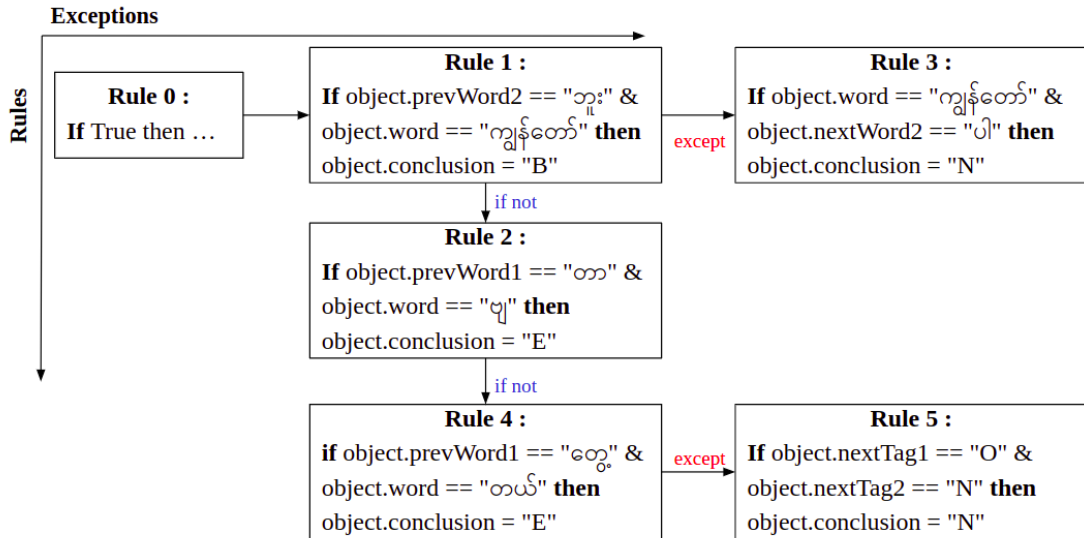 Exceptions
Rules
Rule 0 :
If True then ...
Rule 1 :
If object.prevWord2 == "ဘူး" &
object.word == "ကျွန်တော်" then
object.conclusion = "B"
except
Rule 3 :
If object.word == "ကျွန်တော်" &
object.nextWord2 == "ပါ" then
object.conclusion = "N"
if not
Rule 2 :
If object.prevWord1 == "တာ" &
object.word == "ဗျ" then
object.conclusion = "E"
if not
Rule 4 :
if object.prevWord1 == "တွေ့" &
object.word == "တယ်" then
object.conclusion = "E"
except
Rule 5 :
If object.nextTag1 == "O" &
object.nextTag2 == "N" then
object.conclusion = "N"